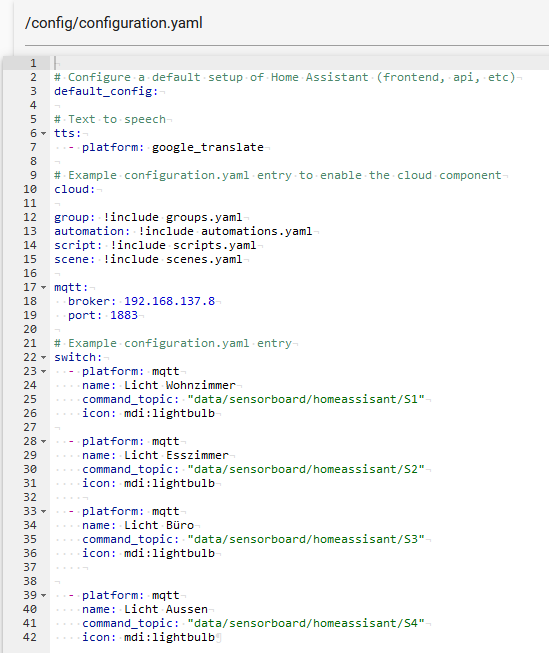 /config/configuration.yaml
1
2 # Configure a default setup of Home Assistant (frontend, api, etc)
3 default_config:
4
5 # Text to speech
6 tts:
7   - platform: google_translate
8
9 # Example configuration.yaml entry to enable the cloud component
10 cloud:
11
12 group: !include groups.yaml
13 automation: !include automations.yaml
14 script: !include scripts.yaml
15 scene: !include scenes.yaml
16
17 mqtt:
18   broker: 192.168.137.8
19   port: 1883
20
21 # Example configuration.yaml entry
22 switch:
23   - platform: mqtt
24     name: Licht Wohnzimmer
25     command_topic: "data/sensorboard/homeassisant/S1"
26     icon: mdi:lightbulb
27
28   - platform: mqtt
29     name: Licht Esszimmer
30     command_topic: "data/sensorboard/homeassisant/S2"
31     icon: mdi:lightbulb
32
33   - platform: mqtt
34     name: Licht Büro
35     command_topic: "data/sensorboard/homeassisant/S3"
36     icon: mdi:lightbulb
37
38
39   - platform: mqtt
40     name: Licht Aussen
41     command_topic: "data/sensorboard/homeassisant/S4"
42     icon: mdi:lightbulb